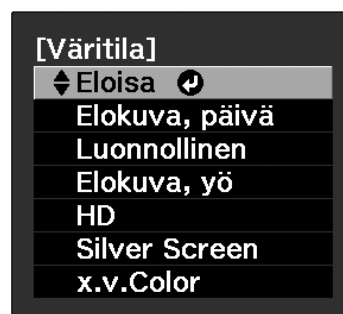 [Väritila]
Eloisa
Elokuva, päivä
Luonnollinen
Elokuva, yö
HD
Silver Screen
x.v.Color